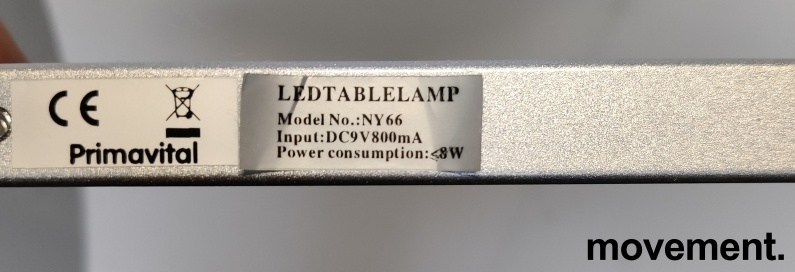 CE
Primavital
LEDTABLELAMP
Model No.:NY66
Input:DC9V800mA
Power consumption:<8W
movement.